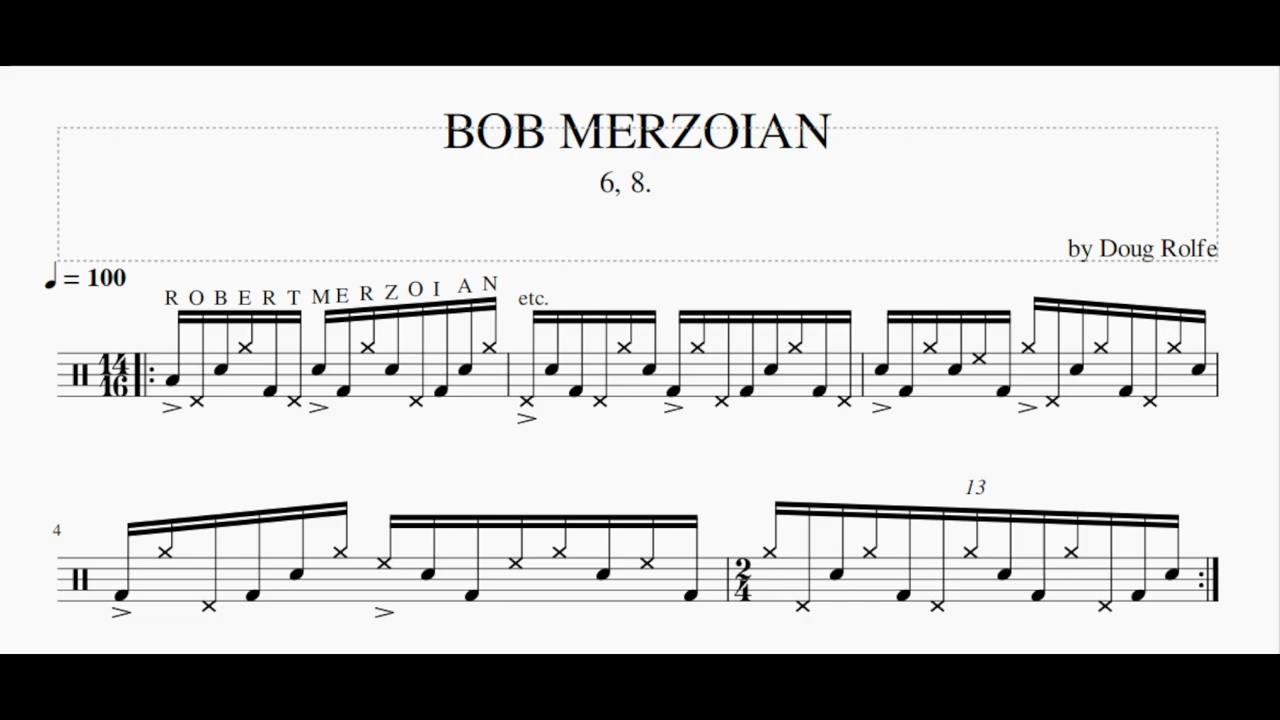 BOB MERZOIAN
6, 8.
by Doug Rolfe
= 100
R O B E R T M E R Z O I A N etc.
14
16
4
13
2
4